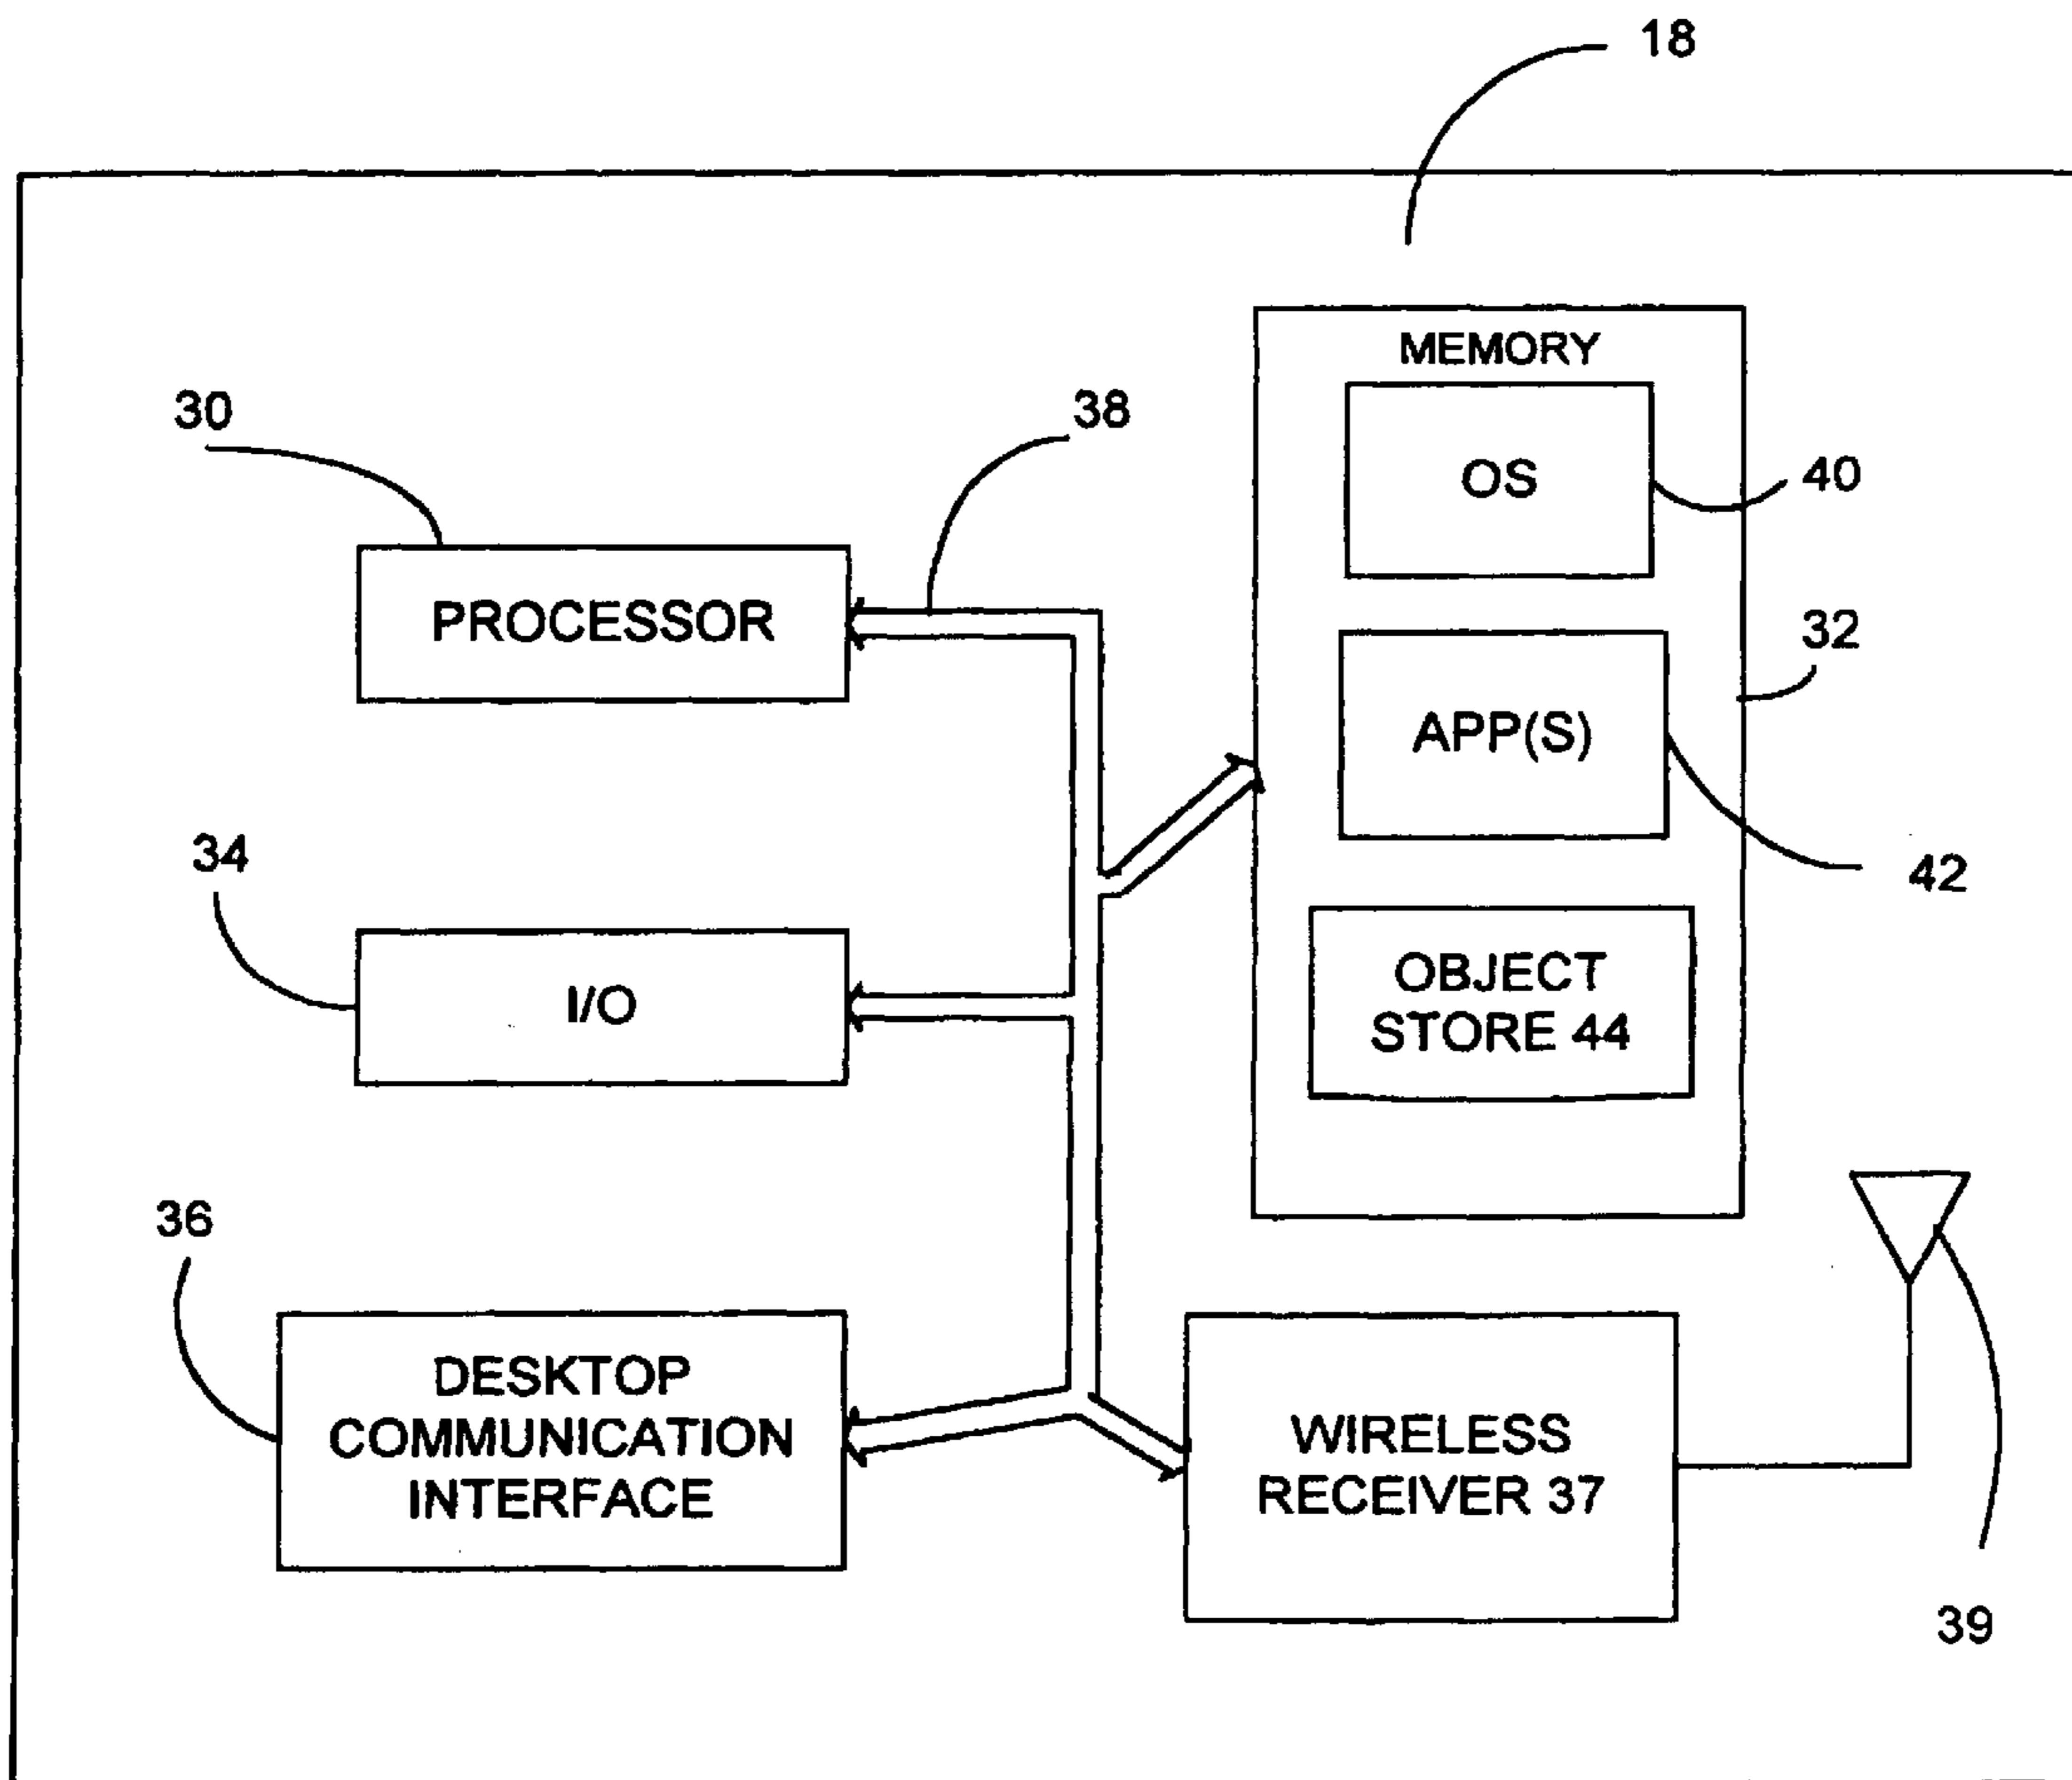 18
MEMORY
30
38
OS
40
PROCESSOR
32
APP(S)
34
42
I/O
OBJECT
STORE 44
36
DESKTOP
COMMUNICATION
INTERFACE
WIRELESS
RECEIVER 37
39